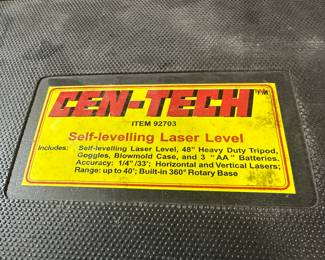 CEN-TECH TM
ITEM 92703
Self-levelling Laser Level
Includes: Self-levelling Laser Level, 48" Heavy Duty Tripod,
Goggles, Blowmold Case, and 3 "AA" Batteries.
Accuracy: 1/4"/33'; Horizontal and Vertical Lasers;
Range: up to 40'; Built-in 360° Rotary Base